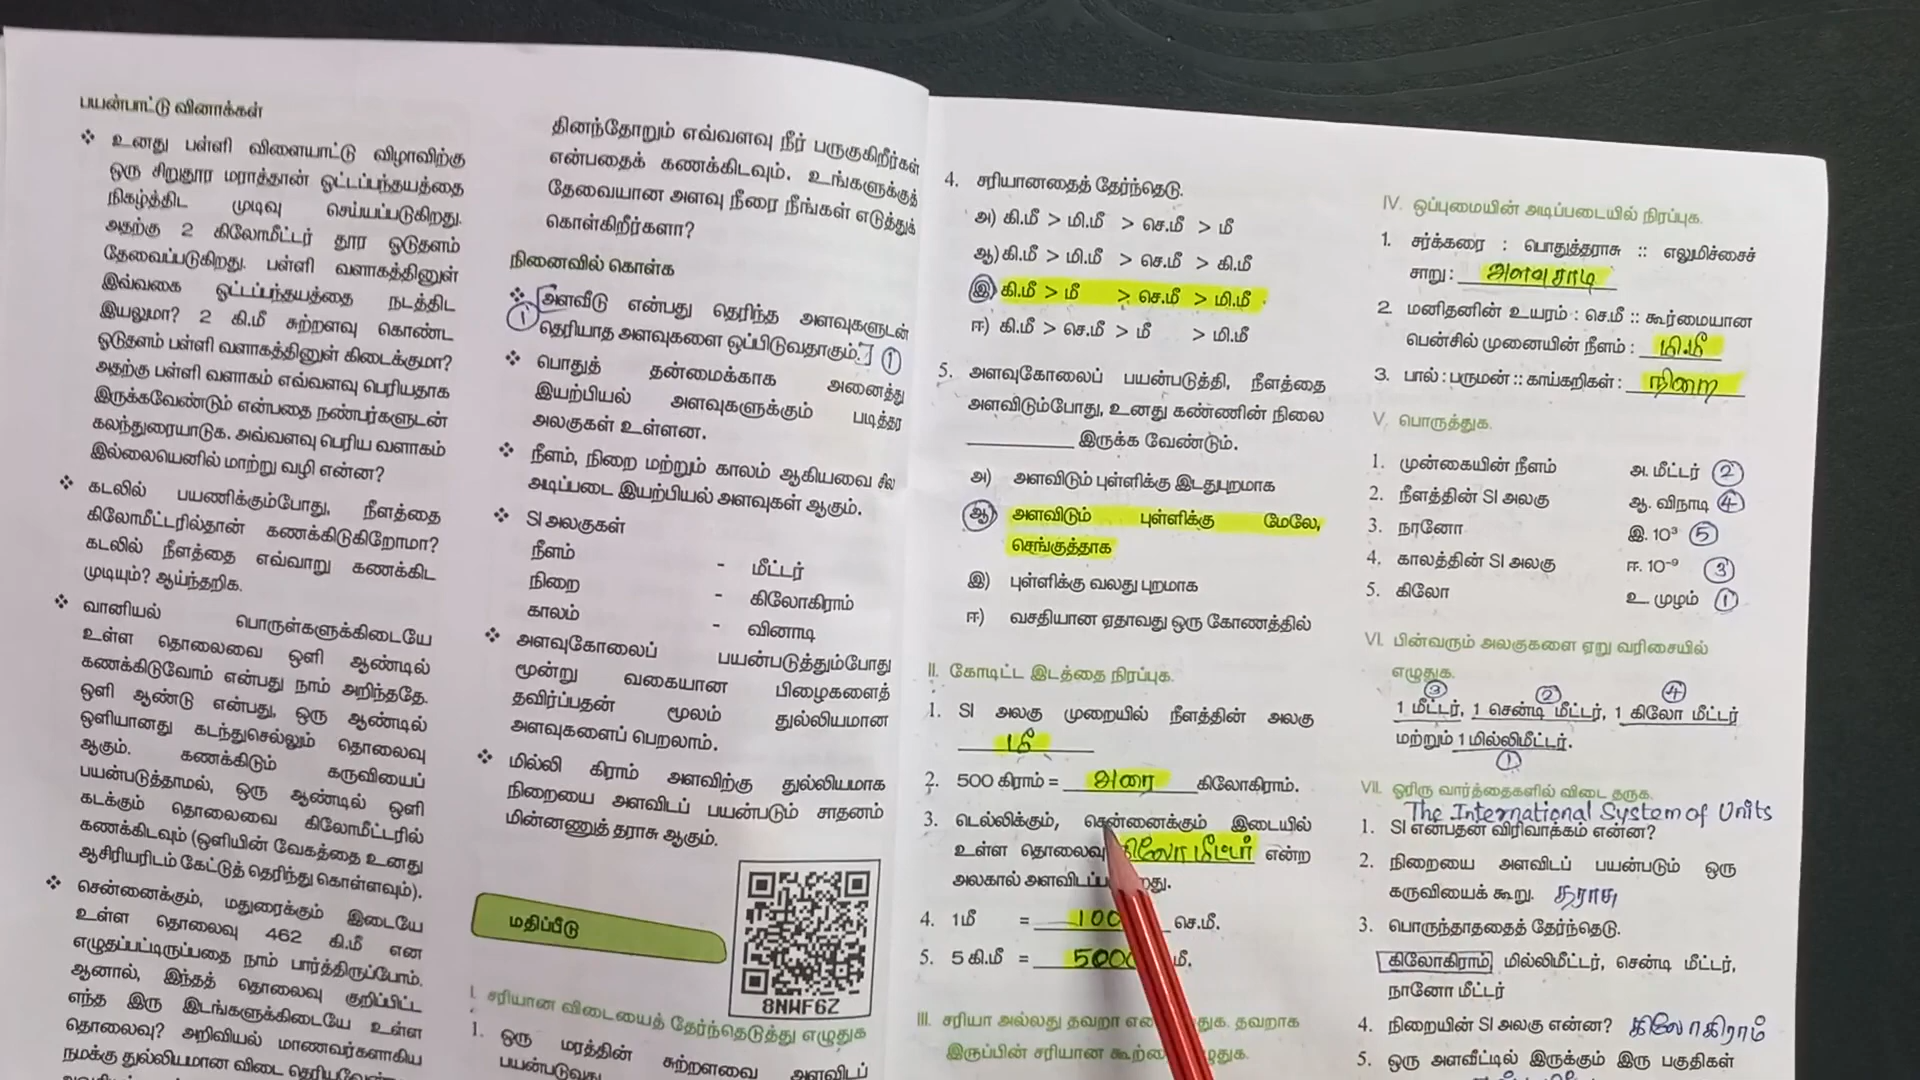 பயன்பாட்டு வினாக்கள்
❖ உனது பள்ளி விளையாட்டு விழாவிற்கு
ஒரு சிறுதூர மராத்தான் ஓட்டப்பந்தயத்தை
நிகழ்த்திட முடிவு செய்யப்படுகிறது.
அதற்கு 2 கிலோமீட்டர் தூர ஓடுதளம்
தேவைப்படுகிறது. பள்ளி வளாகத்தினுள்
இவ்வகை ஓட்டப்பந்தயத்தை நடத்திட
இயலுமா? 2 கி.மீ சுற்றளவு கொண்ட
ஓடுதளம் பள்ளி வளாகத்தினுள் கிடைக்குமா?
அதற்கு பள்ளி வளாகம் எவ்வளவு பெரியதாக
இருக்கவேண்டும் என்பதை நண்பர்களுடன்
கலந்துரையாடுக. அவ்வளவு பெரிய வளாகம்
இல்லையெனில் மாற்று வழி என்ன?
❖ கடலில் பயணிக்கும்போது, நீளத்தை
கிலோமீட்டரில்தான் கணக்கிடுகிறோமா?
கடலில் நீளத்தை எவ்வாறு கணக்கிட
முடியும்? ஆய்ந்தறிக.
❖ வானியல் பொருள்களுக்கிடையே
உள்ள தொலைவை ஒளி ஆண்டில்
கணக்கிடுவோம் என்பது நாம் அறிந்ததே.
ஒளி ஆண்டு என்பது, ஒரு ஆண்டில்
ஒளியானது கடந்துசெல்லும் தொலைவு
ஆகும். கணக்கிடும் கருவியைப்
பயன்படுத்தாமல், ஒரு ஆண்டில் ஒளி
கடக்கும் தொலைவை கிலோமீட்டரில்
கணக்கிடவும் (ஒளியின் வேகத்தை உனது
ஆசிரியரிடம் கேட்டுத் தெரிந்து கொள்ளவும்).
❖ சென்னைக்கும், மதுரைக்கும் இடையே
உள்ள தொலைவு 462 கி.மீ என
எழுதப்பட்டிருப்பதை நாம் பார்த்திருப்போம்.
ஆனால், இந்தத் தொலைவு குறிப்பிட்ட
எந்த இரு இடங்களுக்கிடையே உள்ள
தொலைவு? அறிவியல் மாணவர்களாகிய
நமக்கு துல்லியமான விடை தெரியவேண்
தினந்தோறும் எவ்வளவு நீர் பருகுகிறீர்கள்
என்பதைக் கணக்கிடவும். உங்களுக்குத்
தேவையான அளவு நீரை நீங்கள் எடுத்துக்
கொள்கிறீர்களா?
நினைவில் கொள்க
❖ அளவீடு என்பது தெரிந்த அளவுகளுடன்
1 தெரியாத அளவுகளை ஒப்பிடுவதாகும். 1
❖ பொதுத் தன்மைக்காக அனைத்து
இயற்பியல் அளவுகளுக்கும் படித்தர
அலகுகள் உள்ளன.
❖ நீளம், நிறை மற்றும் காலம் ஆகியவை சில
அடிப்படை இயற்பியல் அளவுகள் ஆகும்.
❖ SI அலகுகள்
நீளம் - மீட்டர்
நிறை - கிலோகிராம்
காலம் - வினாடி
❖ அளவுகோலைப் பயன்படுத்தும்போது
மூன்று வகையான பிழைகளைத்
தவிர்ப்பதன் மூலம் துல்லியமான
அளவுகளைப் பெறலாம்.
❖ மில்லி கிராம் அளவிற்கு துல்லியமாக
நிறையை அளவிடப் பயன்படும் சாதனம்
மின்னணுத் தராசு ஆகும்.
மதிப்பீடு
8NWF6Z
I. சரியான விடையைத் தேர்ந்தெடுத்து எழுதுக
1. ஒரு மரத்தின் சுற்றளவை அளவிடப்
பயன்படுவது
4. சரியானதைத் தேர்ந்தெடு.
அ) கி.மீ > மி.மீ > செ.மீ > மீ
ஆ) கி.மீ > மி.மீ > செ.மீ > கி.மீ
இ) கி.மீ > மீ > செ.மீ > மி.மீ
ஈ) கி.மீ > செ.மீ > மீ > மி.மீ
5. அளவுகோலைப் பயன்படுத்தி, நீளத்தை
அளவிடும்போது, உனது கண்ணின் நிலை
__________ இருக்க வேண்டும்.
அ) அளவிடும் புள்ளிக்கு இடதுபுறமாக
ஆ) அளவிடும் புள்ளிக்கு மேலே,
செங்குத்தாக
இ) புள்ளிக்கு வலது புறமாக
ஈ) வசதியான ஏதாவது ஒரு கோணத்தில்
II. கோடிட்ட இடத்தை நிரப்புக.
1. SI அலகு முறையில் நீளத்தின் அலகு
மீ
2. 500 கிராம் = அரை கிலோகிராம்.
3. டெல்லிக்கும், சென்னைக்கும் இடையில்
உள்ள தொலைவு கிலோ மீட்டர் என்ற
அலகால்
4. 1மீ = 100 செ.மீ.
5. 5 கி.மீ = 5000 மீ.
III. சரியா அல்லது தவறா தவறாக
இருப்பின் சரியான
IV. ஒப்புமையின் அடிப்படையில் நிரப்புக.
1. சர்க்கரை : பொதுத்தராசு :: எலுமிச்சைச்
சாறு : அளவு சாடி
2. மனிதனின் உயரம் : செ.மீ :: கூர்மையான
பென்சில் முனையின் நீளம் : மி.மீ
3. பால் : பருமன் :: காய்கறிகள் : நிறை
V. பொருத்துக.
1. முன்கையின் நீளம் அ. மீட்டர் 2
2. நீளத்தின் SI அலகு ஆ. விநாடி 4
3. நானோ இ. 10³ 5
4. காலத்தின் SI அலகு ஈ. 10⁻⁹ 3
5. கிலோ உ. முழம் 1
VI. பின்வரும் அலகுகளை ஏறு வரிசையில்
எழுதுக.
3 2 4
1 மீட்டர், 1 சென்டி மீட்டர், 1 கிலோ மீட்டர்
மற்றும் 1 மில்லிமீட்டர்.
1
VII. ஓரிரு வார்த்தைகளில் விடை தருக.
The International System of Units
1. SI என்பதன் விரிவாக்கம் என்ன?
2. நிறையை அளவிடப் பயன்படும் ஒரு
கருவியைக் கூறு. தராசு
3. பொருந்தாததைத் தேர்ந்தெடு.
கிலோகிராம் மில்லிமீட்டர், சென்டி மீட்டர்,
நானோ மீட்டர்
4. நிறையின் SI அலகு என்ன? கிலோகிராம்
5. ஒரு அளவீட்டில் இருக்கும் இரு பகுதிகள்